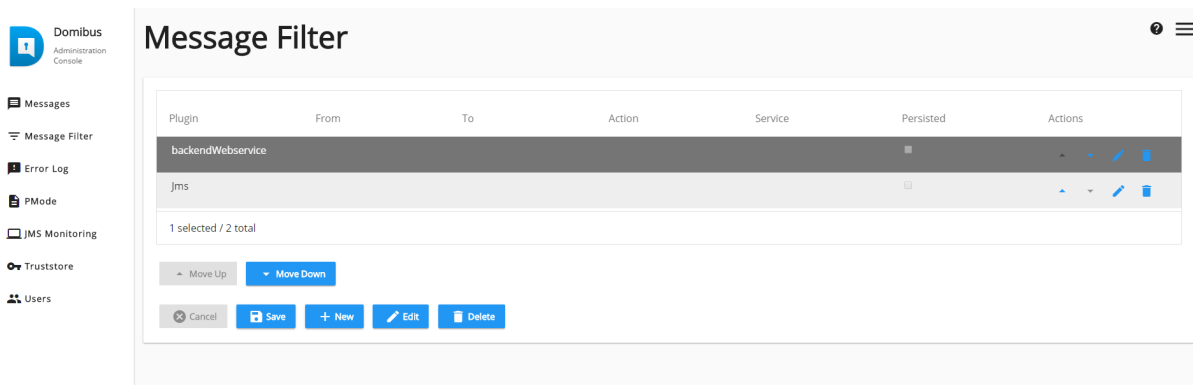 Domibus
Administration
Console
Message Filter
Messages
Message Filter
Error Log
PMode
JMS Monitoring
Truststore
Users
Plugin From To Action Service Persisted Actions
backendWebservice
Jms
1 selected / 2 total
Move Up Move Down
Cancel Save New Edit Delete